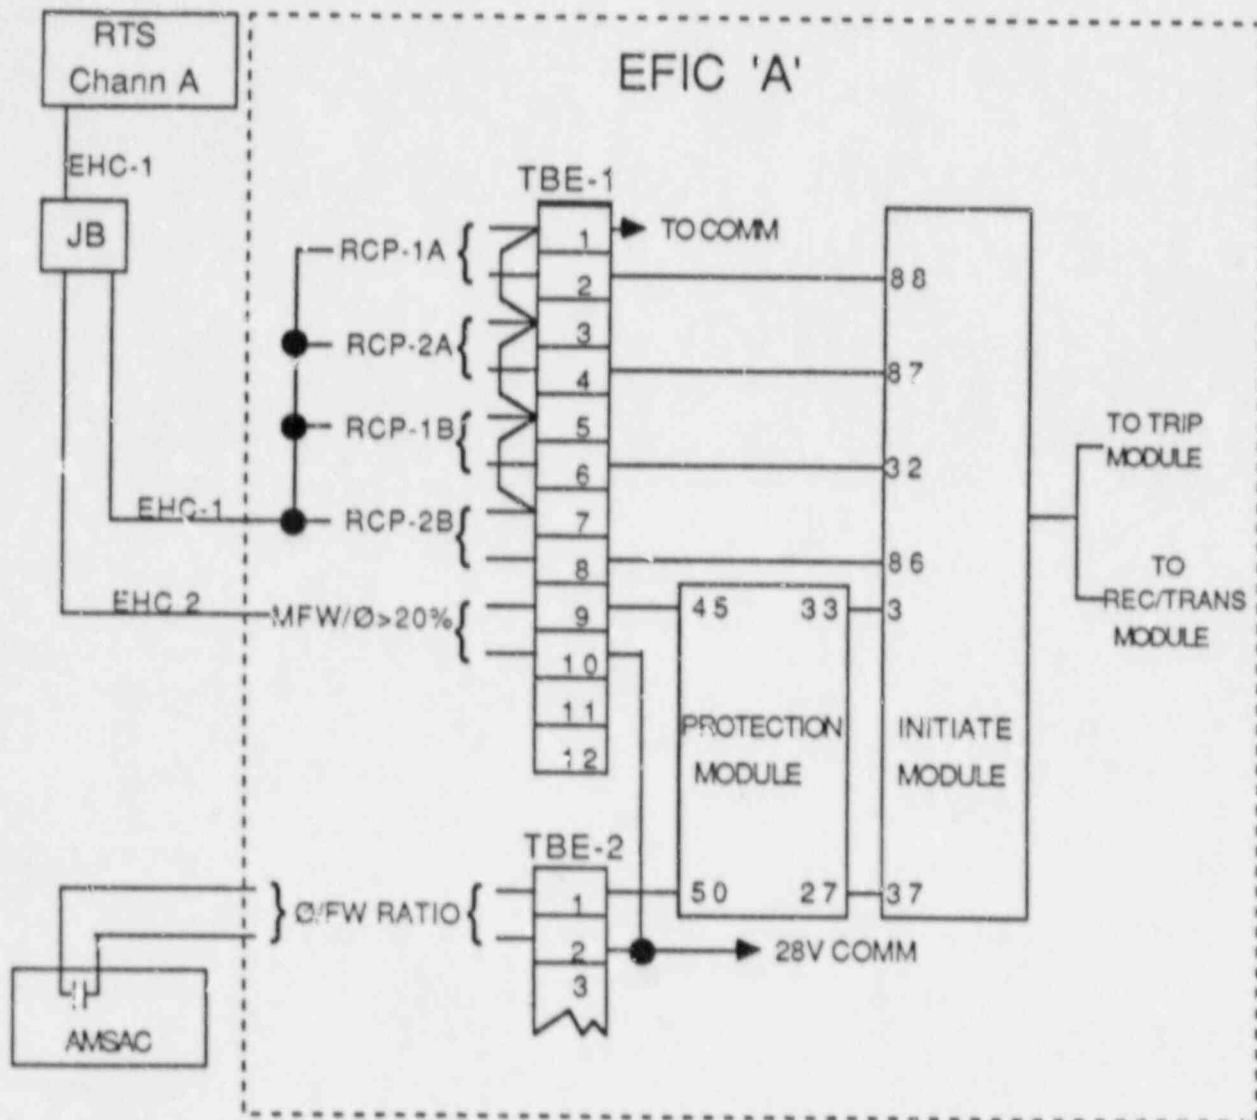 RTS
Chann A
EFIC 'A'
EHC-1
TBE-1
JB
1
TO COMM
RCP-1A
2
88
3
RCP-2A
4
87
5
RCP-1B
TO TRIP
MODULE
6
32
EHC-1
RCP-2B
7
8
86
TO
REC/TRANS
MODULE
EHC 2
MFW/Ø>20%
9
45
33
3
10
11
PROTECTION
MODULE
INITIATE
MODULE
12
TBE-2
1
50
27
37
Ø/FW RATIO
2
28V COMM
3
AMSAC